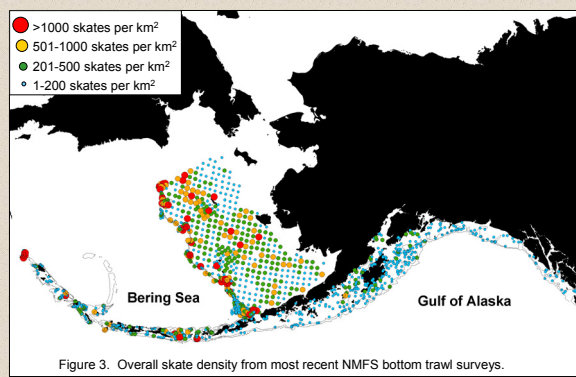 >1000 skates per km²
501-1000 skates per km²
201-500 skates per km²
1-200 skates per km²
Bering Sea
Gulf of Alaska
Figure 3.  Overall skate density from most recent NMFS bottom trawl surveys.